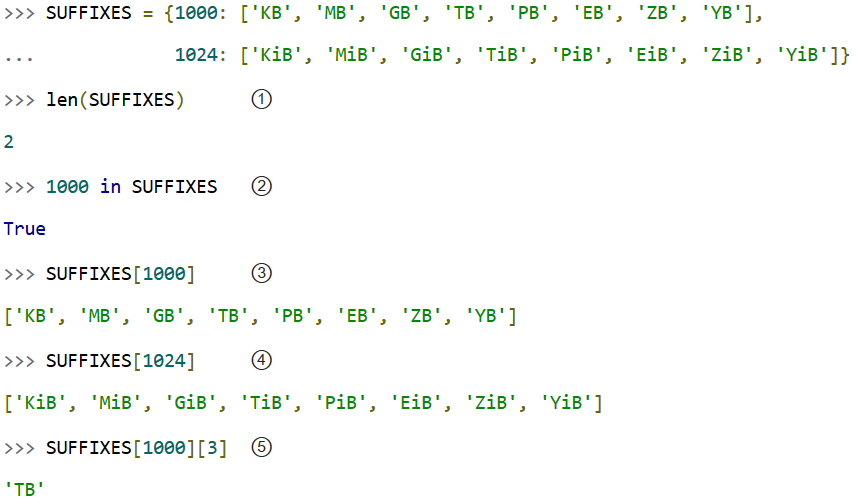 >>> SUFFIXES = {1000: ['KB', 'MB', 'GB', 'TB', 'PB', 'EB', 'ZB', 'YB'],
...             1024: ['KiB', 'MiB', 'GiB', 'TiB', 'PiB', 'EiB', 'ZiB', 'YiB']}
>>> len(SUFFIXES)      ①
2
>>> 1000 in SUFFIXES   ②
True
>>> SUFFIXES[1000]     ③
['KB', 'MB', 'GB', 'TB', 'PB', 'EB', 'ZB', 'YB']
>>> SUFFIXES[1024]     ④
['KiB', 'MiB', 'GiB', 'TiB', 'PiB', 'EiB', 'ZiB', 'YiB']
>>> SUFFIXES[1000][3]  ⑤
'TB'